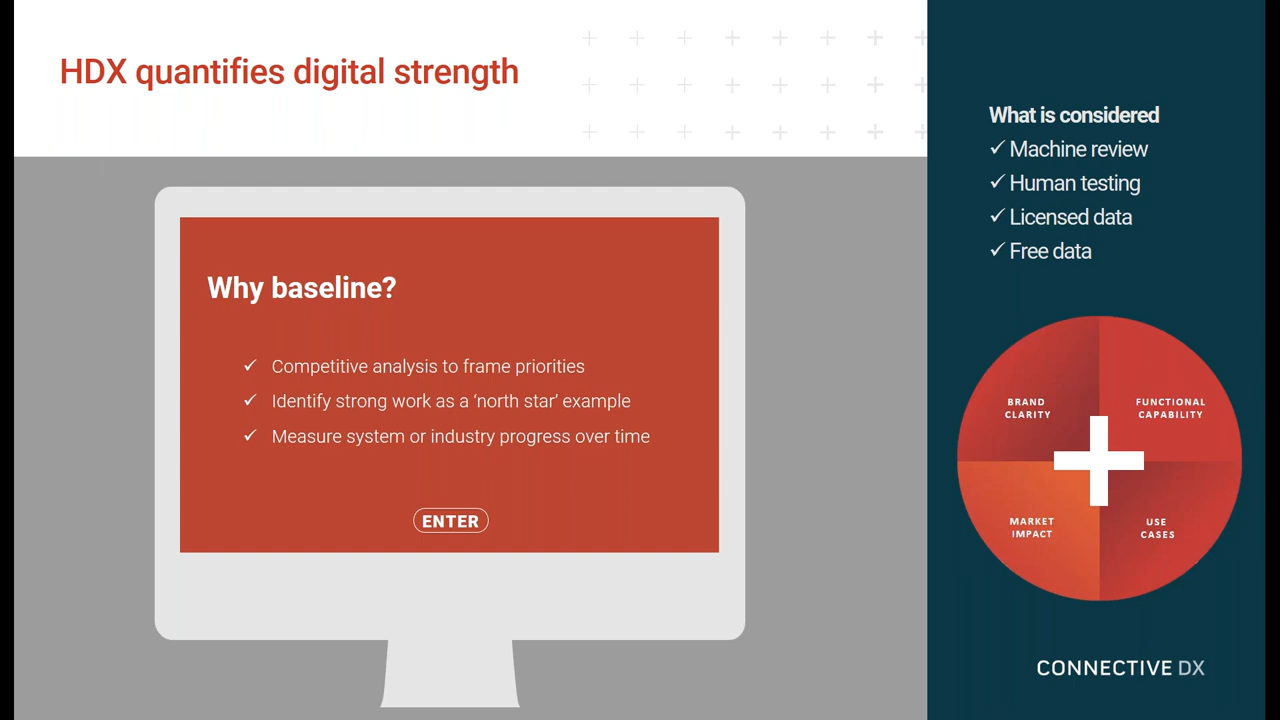 HDX quantifies digital strength
Why baseline?
✓ Competitive analysis to frame priorities
✓ Identify strong work as a ‘north star’ example
✓ Measure system or industry progress over time
ENTER
What is considered
✓ Machine review
✓ Human testing
✓ Licensed data
✓ Free data
BRAND
CLARITY
FUNCTIONAL
CAPABILITY
MARKET
IMPACT
USE
CASES
CONNECTIVE DX